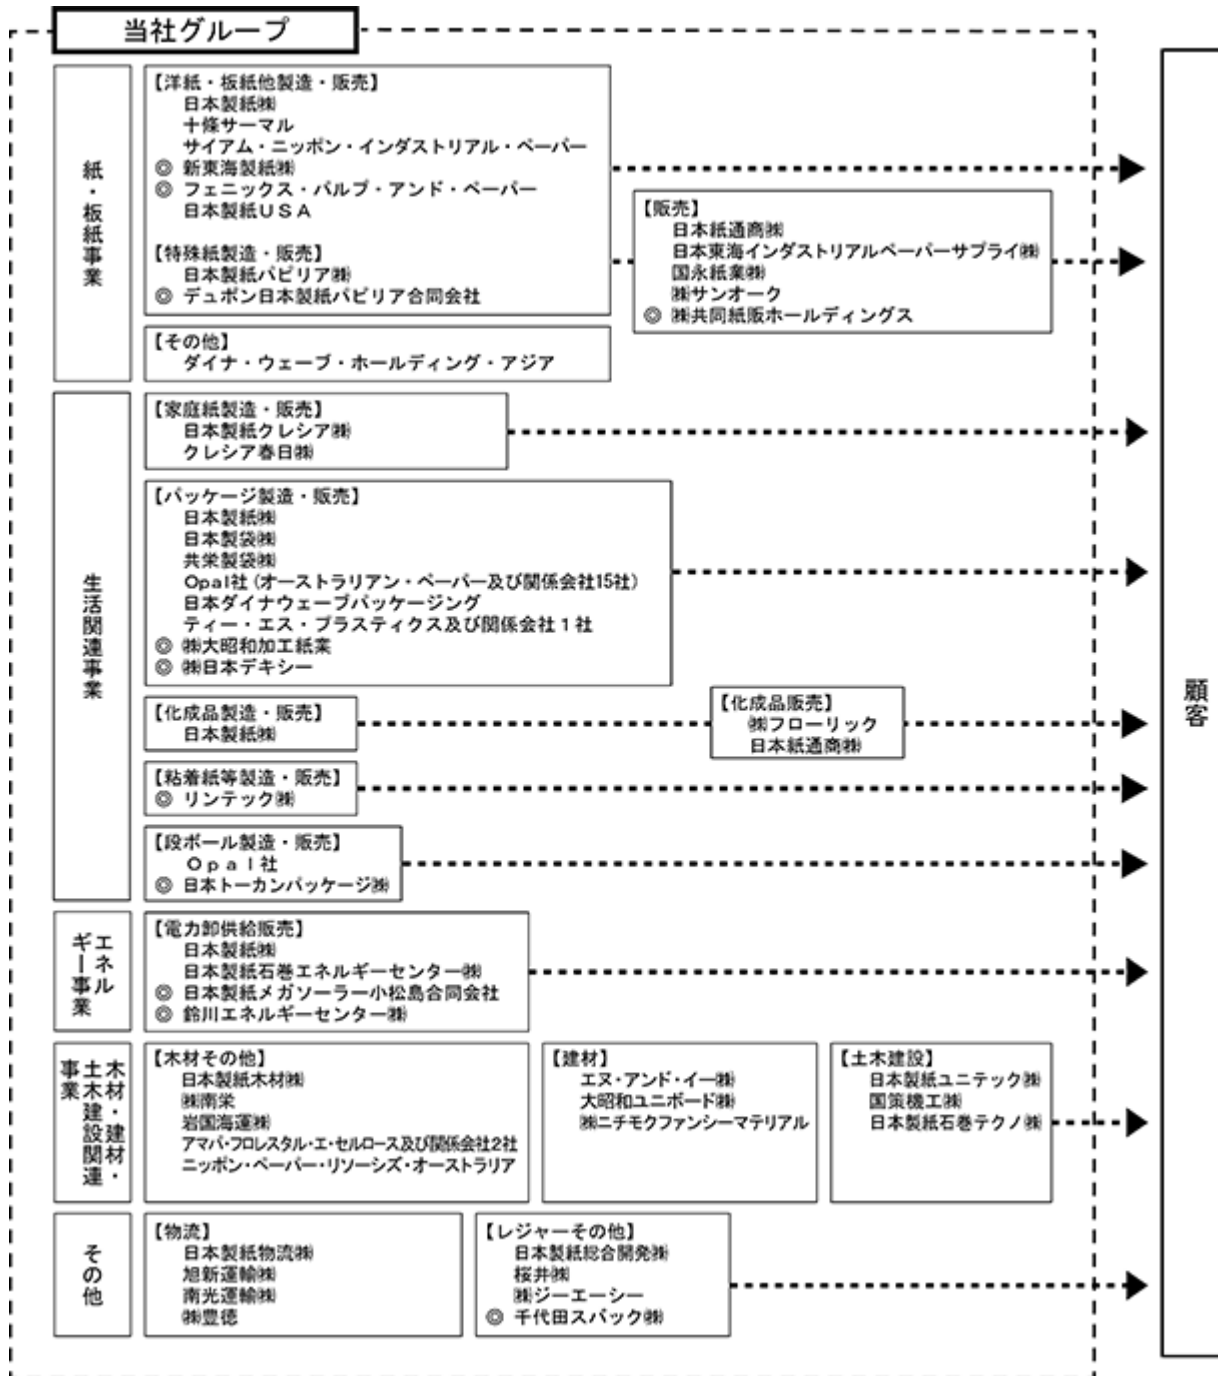 当社グループ
紙・板紙事業
【洋紙・板紙他製造・販売】
日本製紙㈱
十條サーマル
サイアム・ニッポン・インダストリアル・ペーパー
◎ 新東海製紙㈱
◎ フェニックス・パルプ・アンド・ペーパー
日本製紙ＵＳＡ
【特殊紙製造・販売】
日本製紙パピリア㈱
◎ デュポン日本製紙パピリア合同会社
【販売】
日本紙通商㈱
日本東海インダストリアルペーパーサプライ㈱
国永紙業㈱
㈱サンオーク
◎ ㈱共同紙販ホールディングス
【その他】
ダイナ・ウェーブ・ホールディング・アジア
生活関連事業
【家庭紙製造・販売】
日本製紙クレシア㈱
クレシア春日㈱
【パッケージ製造・販売】
日本製紙㈱
日本製袋㈱
共栄製袋㈱
Opal社（オーストラリアン・ペーパー及び関係会社15社）
日本ダイナウェーブパッケージング
ティー・エス・プラスティクス及び関係会社１社
◎ ㈱大昭和加工紙業
◎ ㈱日本デキシー
【化成品製造・販売】
日本製紙㈱
【化成品販売】
㈱フローリック
日本紙通商㈱
【粘着紙等製造・販売】
◎ リンテック㈱
【段ボール製造・販売】
Ｏｐａｌ社
◎ 日本トーカンパッケージ㈱
エネルギー事業
【電力卸供給販売】
日本製紙㈱
日本製紙石巻エネルギーセンター㈱
◎ 日本製紙メガソーラー小松島合同会社
◎ 鈴川エネルギーセンター㈱
木材・建材・
土木建設関連
事業
【木材その他】
日本製紙木材㈱
㈱南栄
岩国海運㈱
アマパ・フロレスタル・エ・セルロース及び関係会社2社
ニッポン・ペーパー・リソーシズ・オーストラリア
【建材】
エヌ・アンド・イー㈱
大昭和ユニボード㈱
㈱ニチモクファンシーマテリアル
【土木建設】
日本製紙ユニテック㈱
国策機工㈱
日本製紙石巻テクノ㈱
その他
【物流】
日本製紙物流㈱
旭新運輸㈱
南光運輸㈱
㈱豊徳
【レジャーその他】
日本製紙総合開発㈱
桜井㈱
㈱ジーエーシー
◎ 千代田スバック㈱
顧客